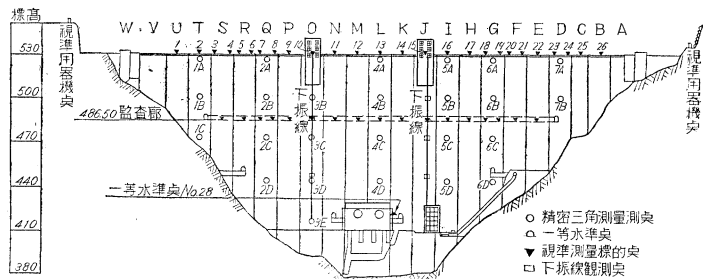 標高
W V U T S R Q P O N M L K J I H G F E D C B A
1 2 3 4 5 6 7 8 9 10 11 12 13 14 15 16 17 18 19 20 21 22 23 24 25 26
視準用器機点
視準用器機点
530
500
470
440
410
380
1A 2A 4A 5A 6A 7A
1B 2B 3B 4B 5B 6B 7B
1C 2C 3C 4C 5C 6C
2D 3D 4D 5D 6D
3E
下振線
下振線
486.50 監査廊
一等水準点 No.28
精密三角測量測点
一等水準点
視準測量標的点
下振線観測点